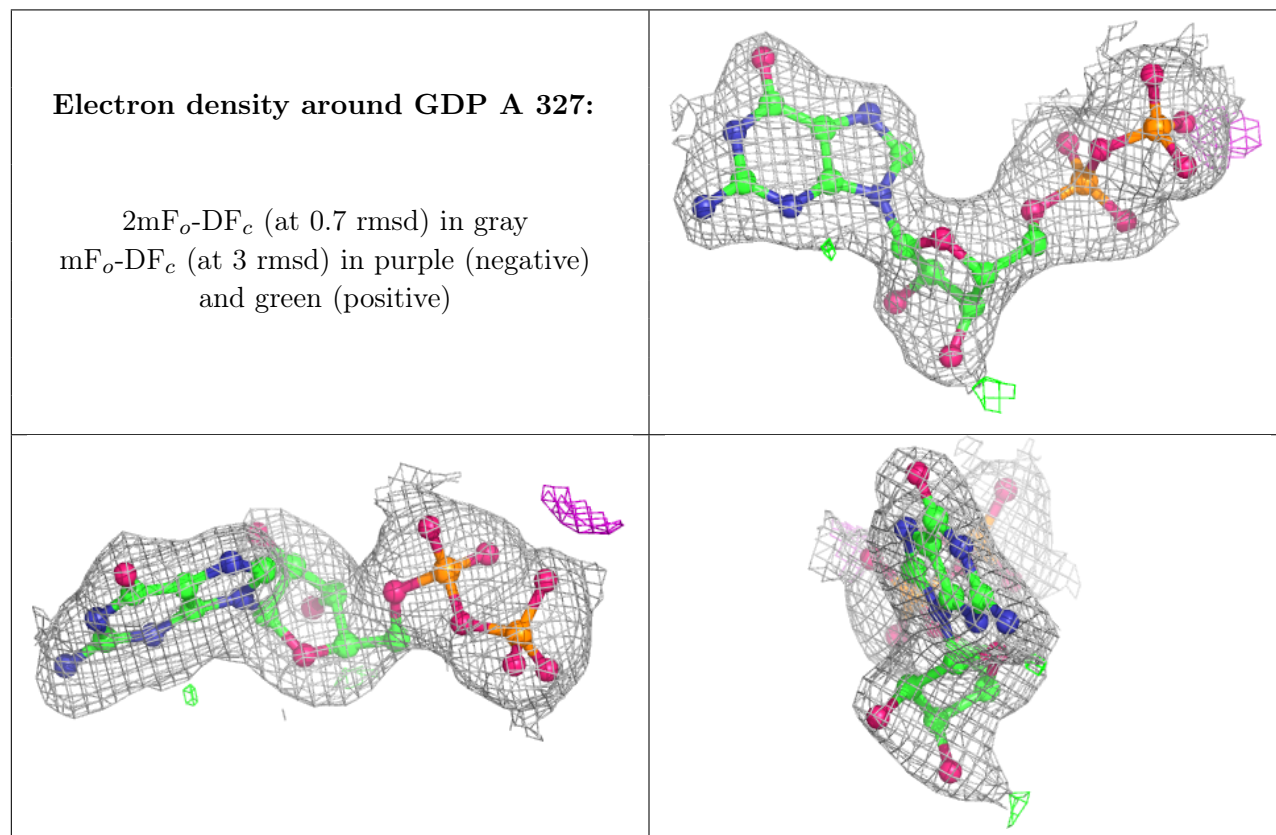 Electron density around GDP A 327:
2mFo-DFc (at 0.7 rmsd) in gray
mFo-DFc (at 3 rmsd) in purple (negative)
and green (positive)